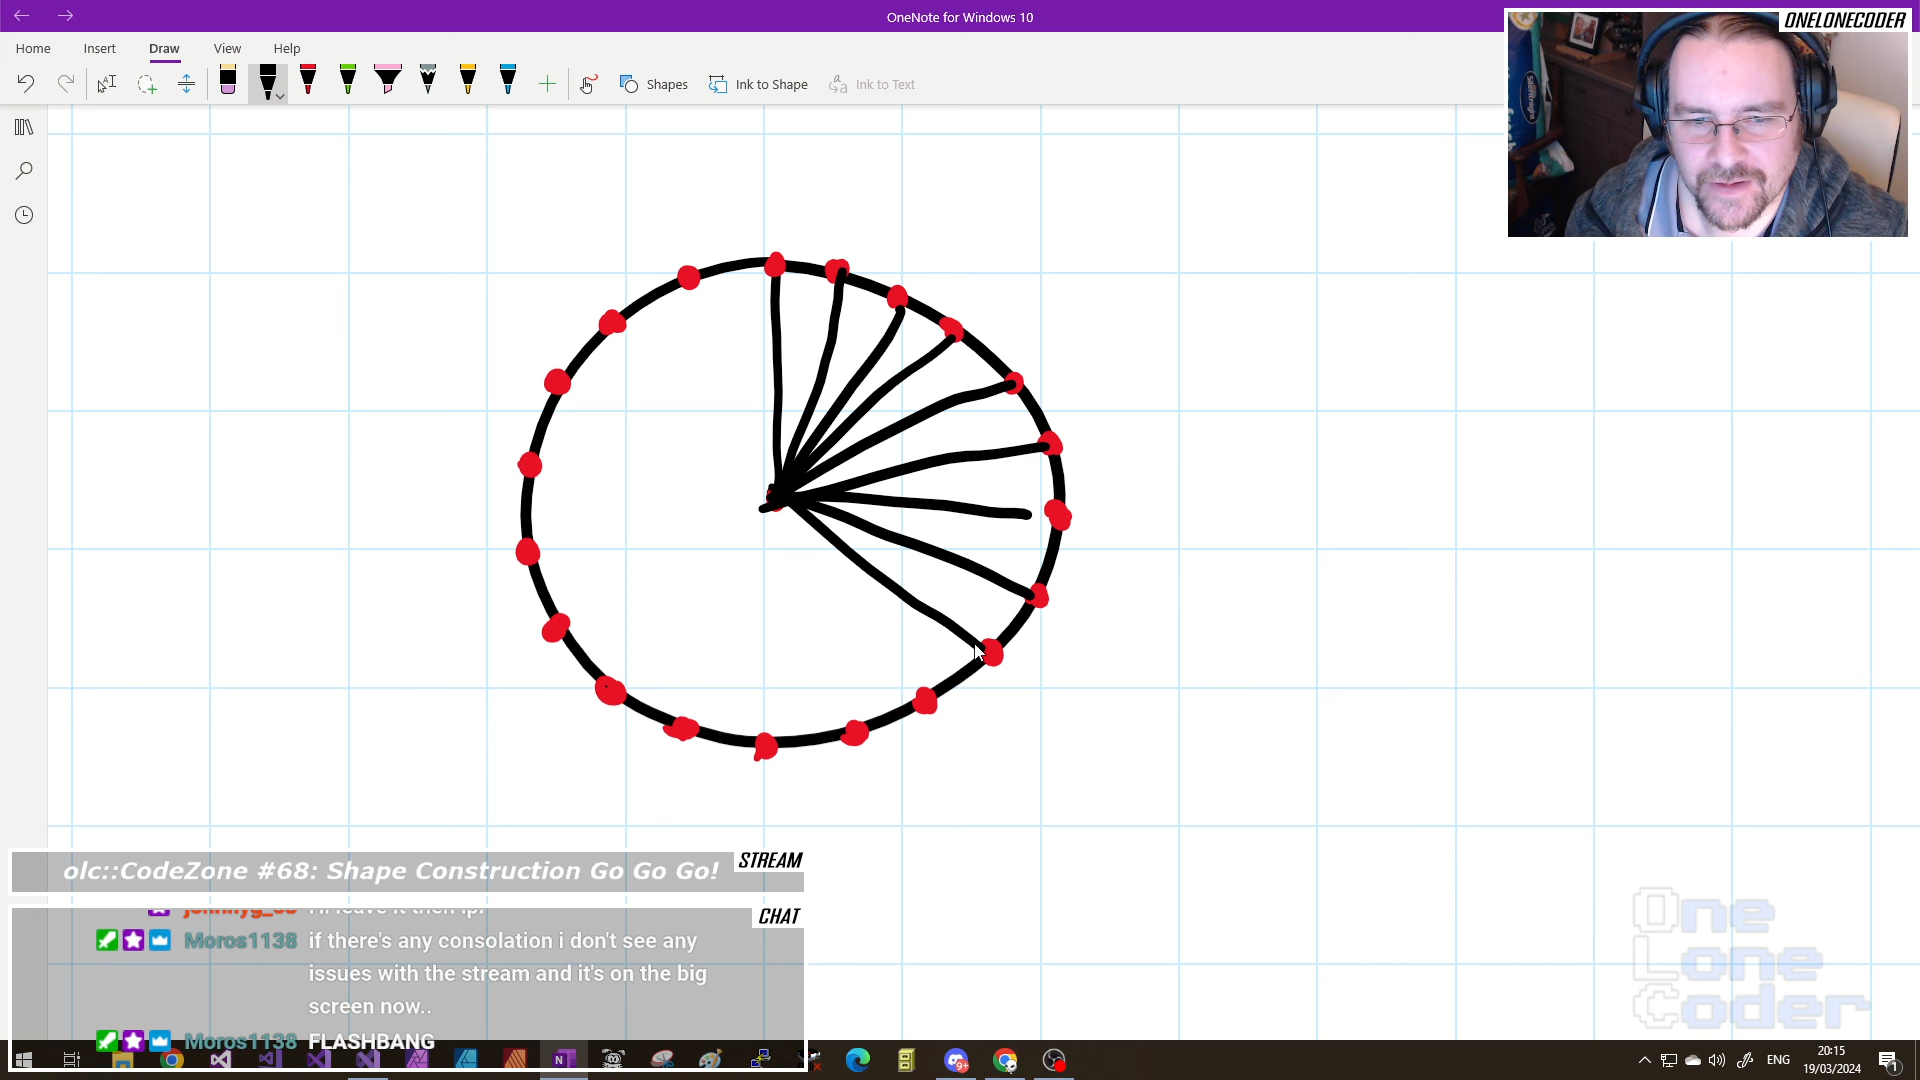 OneNote for Windows 10
ONELONECODER
Home Insert Draw View Help
Shapes Ink to Shape Ink to Text
olc::CodeZone #68: Shape Construction Go Go Go!
STREAM
CHAT
Moros1138 if there's any consolation i don't see any
issues with the stream and it's on the big
screen now..
Moros1138 FLASHBANG
One
Lone
Coder
ENG
20:15
19/03/2024